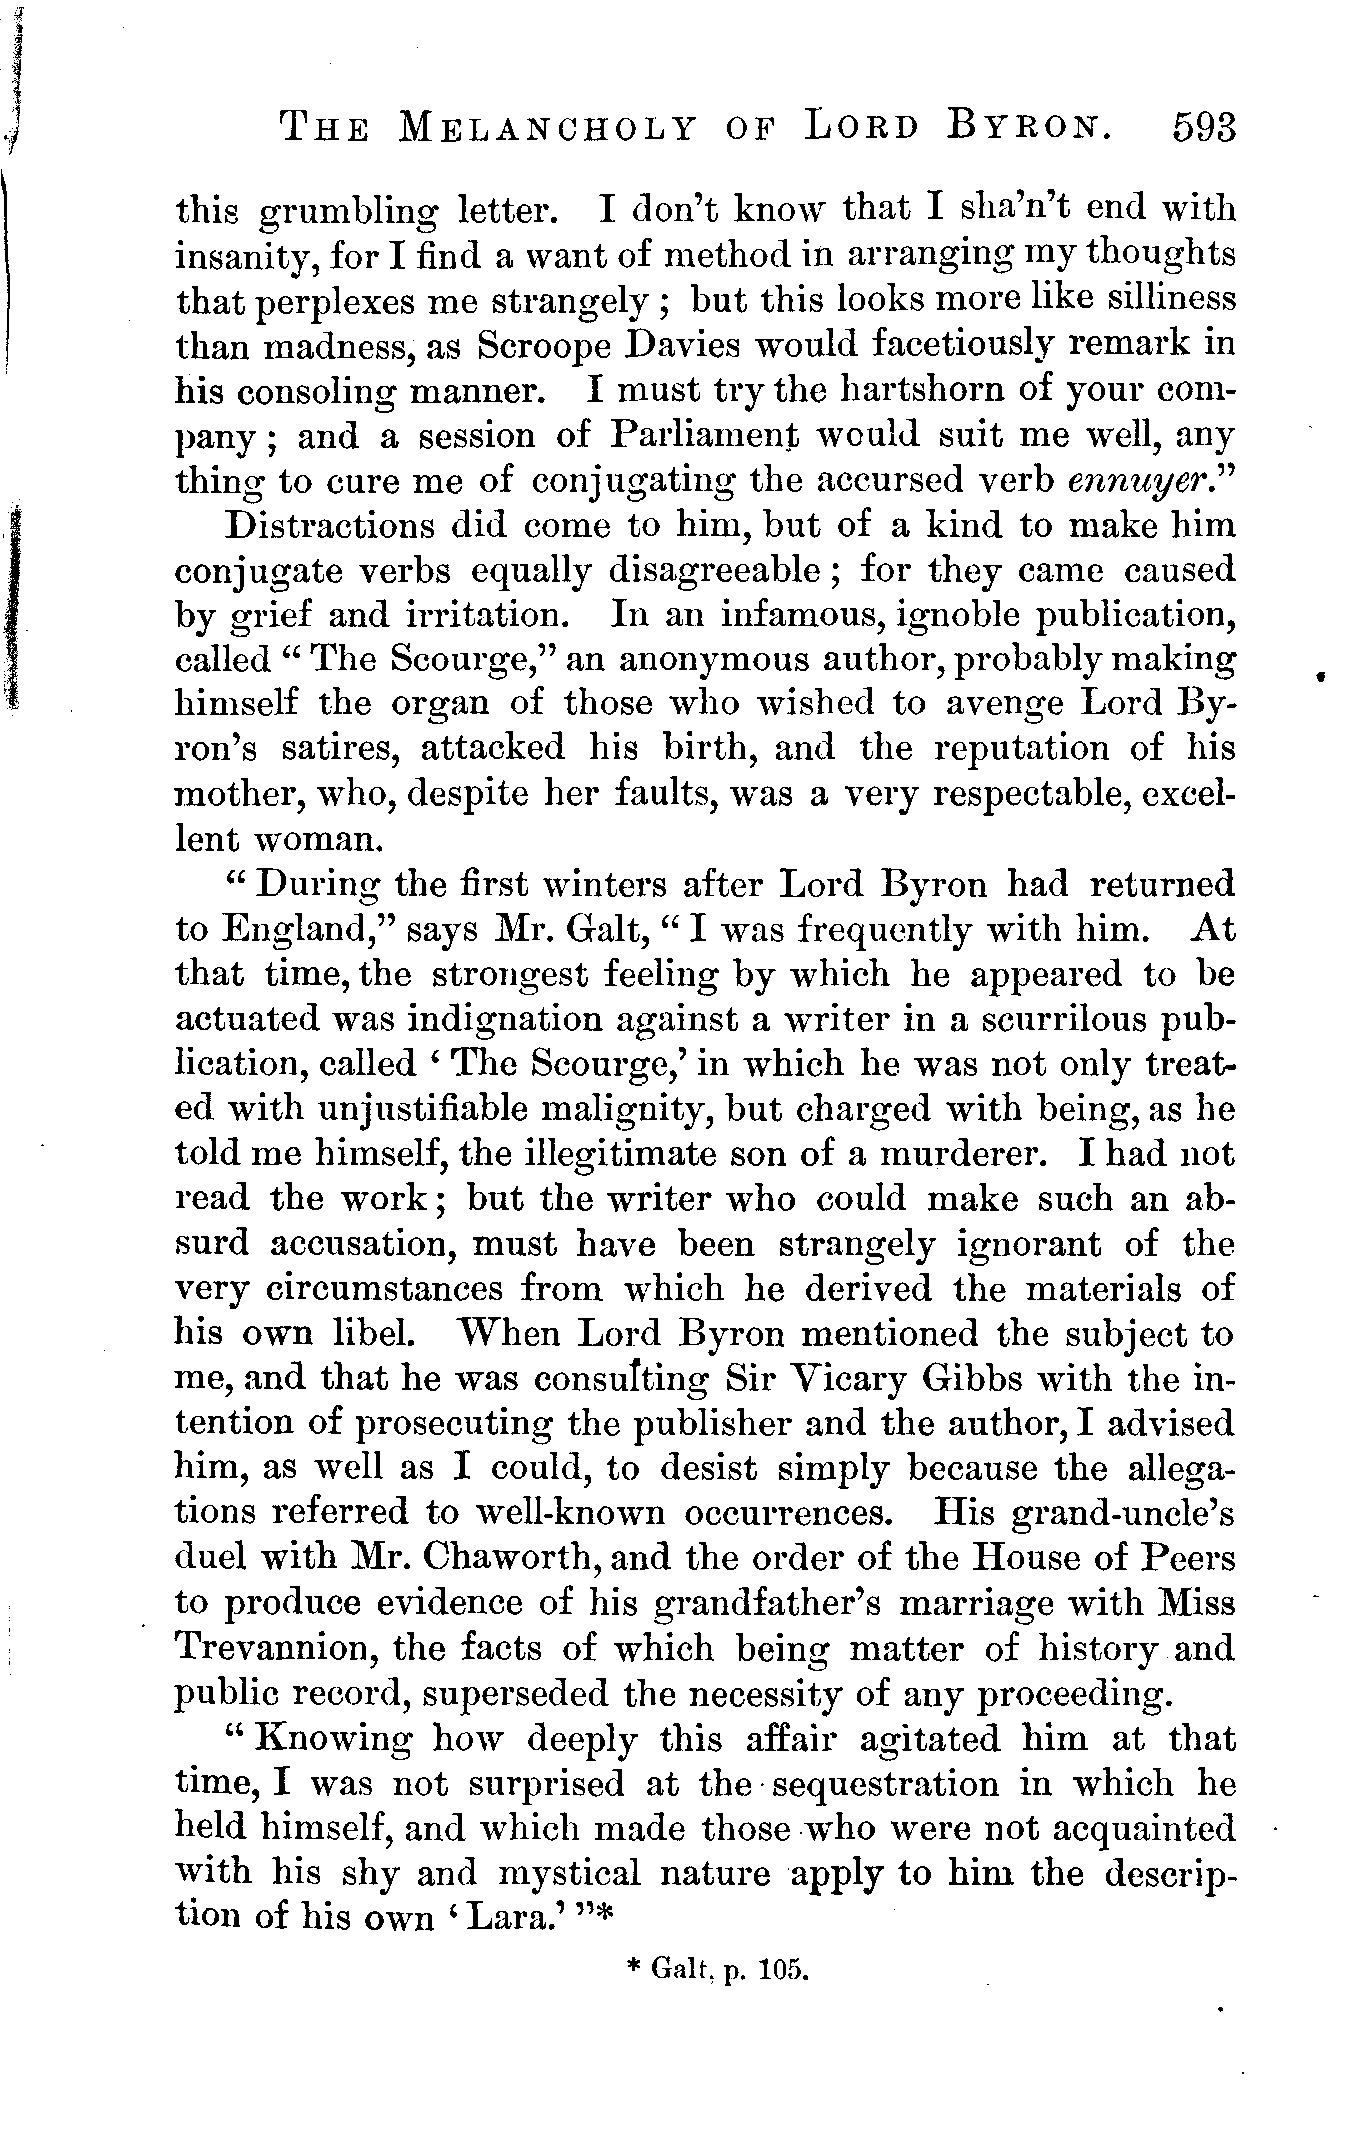 THE MELANCHOLY OF LORD BYRON. 593
this grumbling letter. I don't know that I sha'n't end with
insanity, for I find a want of method in arranging my thoughts
that perplexes me strangely; but this looks more like silliness
than madness, as Scroope Davies would facetiously remark in
his consoling manner. I must try the hartshorn of your com-
pany; and a session of Parliament would suit me well, any
thing to cure me of conjugating the accursed verb ennuyer."
Distractions did come to him, but of a kind to make him
conjugate verbs equally disagreeable; for they came caused
by grief and irritation. In an infamous, ignoble publication,
called "The Scourge," an anonymous author, probably making
himself the organ of those who wished to avenge Lord By-
ron's satires, attacked his birth, and the reputation of his
mother, who, despite her faults, was a very respectable, excel-
lent woman.
"During the first winters after Lord Byron had returned
to England," says Mr. Galt, "I was frequently with him. At
that time, the strongest feeling by which he appeared to be
actuated was indignation against a writer in a scurrilous pub-
lication, called 'The Scourge,' in which he was not only treat-
ed with unjustifiable malignity, but charged with being, as he
told me himself, the illegitimate son of a murderer. I had not
read the work; but the writer who could make such an ab-
surd accusation, must have been strangely ignorant of the
very circumstances from which he derived the materials of
his own libel. When Lord Byron mentioned the subject to
me, and that he was consulting Sir Vicary Gibbs with the in-
tention of prosecuting the publisher and the author, I advised
him, as well as I could, to desist simply because the allega-
tions referred to well-known occurrences. His grand-uncle's
duel with Mr. Chaworth, and the order of the House of Peers
to produce evidence of his grandfather's marriage with Miss
Trevannion, the facts of which being matter of history and
public record, superseded the necessity of any proceeding.
"Knowing how deeply this affair agitated him at that
time, I was not surprised at the sequestration in which he
held himself, and which made those who were not acquainted
with his shy and mystical nature apply to him the descrip-
tion of his own 'Lara.'"*
* Galt, p. 105.